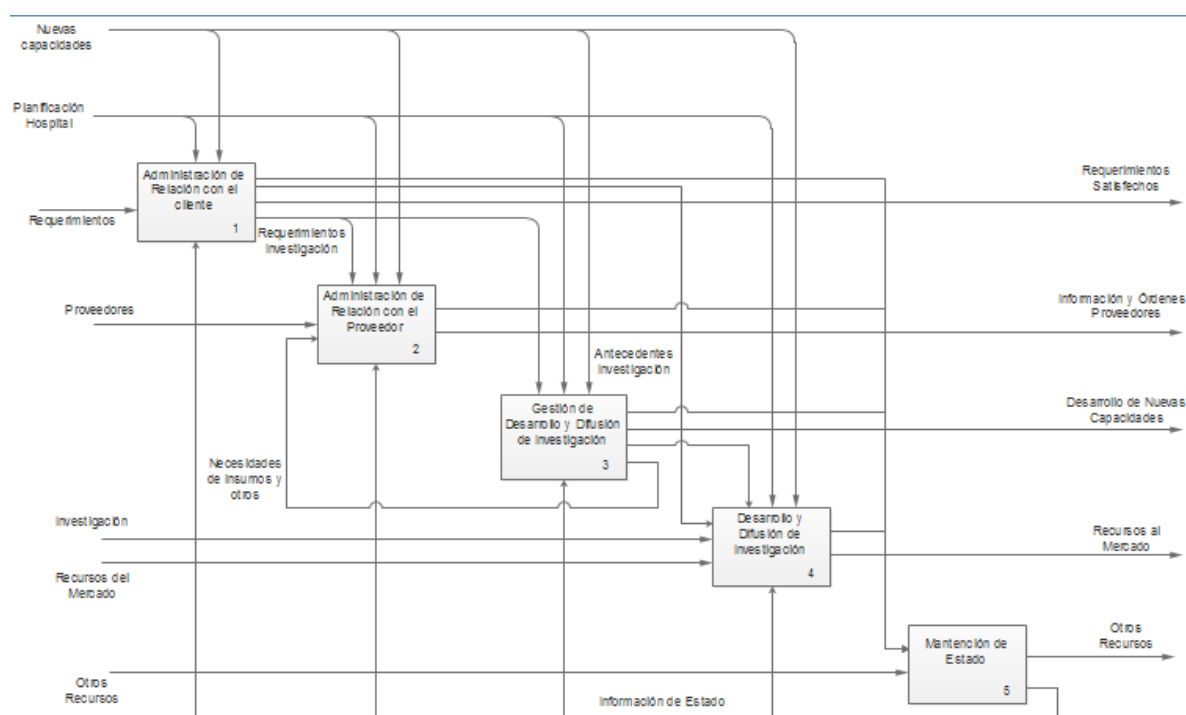 Nuevas
capacidades
Planificación
Hospital
Administración de
Relación con el
cliente
1
Requerimientos
Requerimientos
Satisfechos
Requerimientos
Investigación
Administración de
Relación con el
Proveedor
2
Proveedores
Información y Órdenes
Proveedores
Antecedentes
Investigación
Gestión de
Desarrollo y Difusión
de Investigación
3
Desarrollo de Nuevas
Capacidades
Necesidades
de Insumos y
otros
Investigación
Desarrollo y
Difusión de
Investigación
4
Recursos al
Mercado
Recursos del
Mercado
Mantención de
Estado
5
Otros
Recursos
Otros
Recursos
Información de Estado